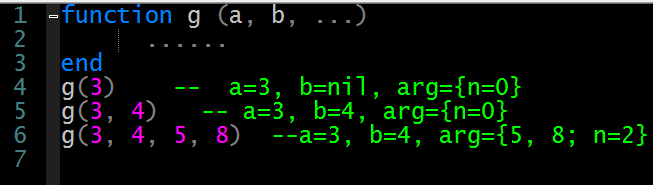 1 function g (a, b, ...)
2 ......
3 end
4 g(3) -- a=3, b=nil, arg={n=0}
5 g(3, 4) -- a=3, b=4, arg={n=0}
6 g(3, 4, 5, 8) --a=3, b=4, arg={5, 8; n=2}
7